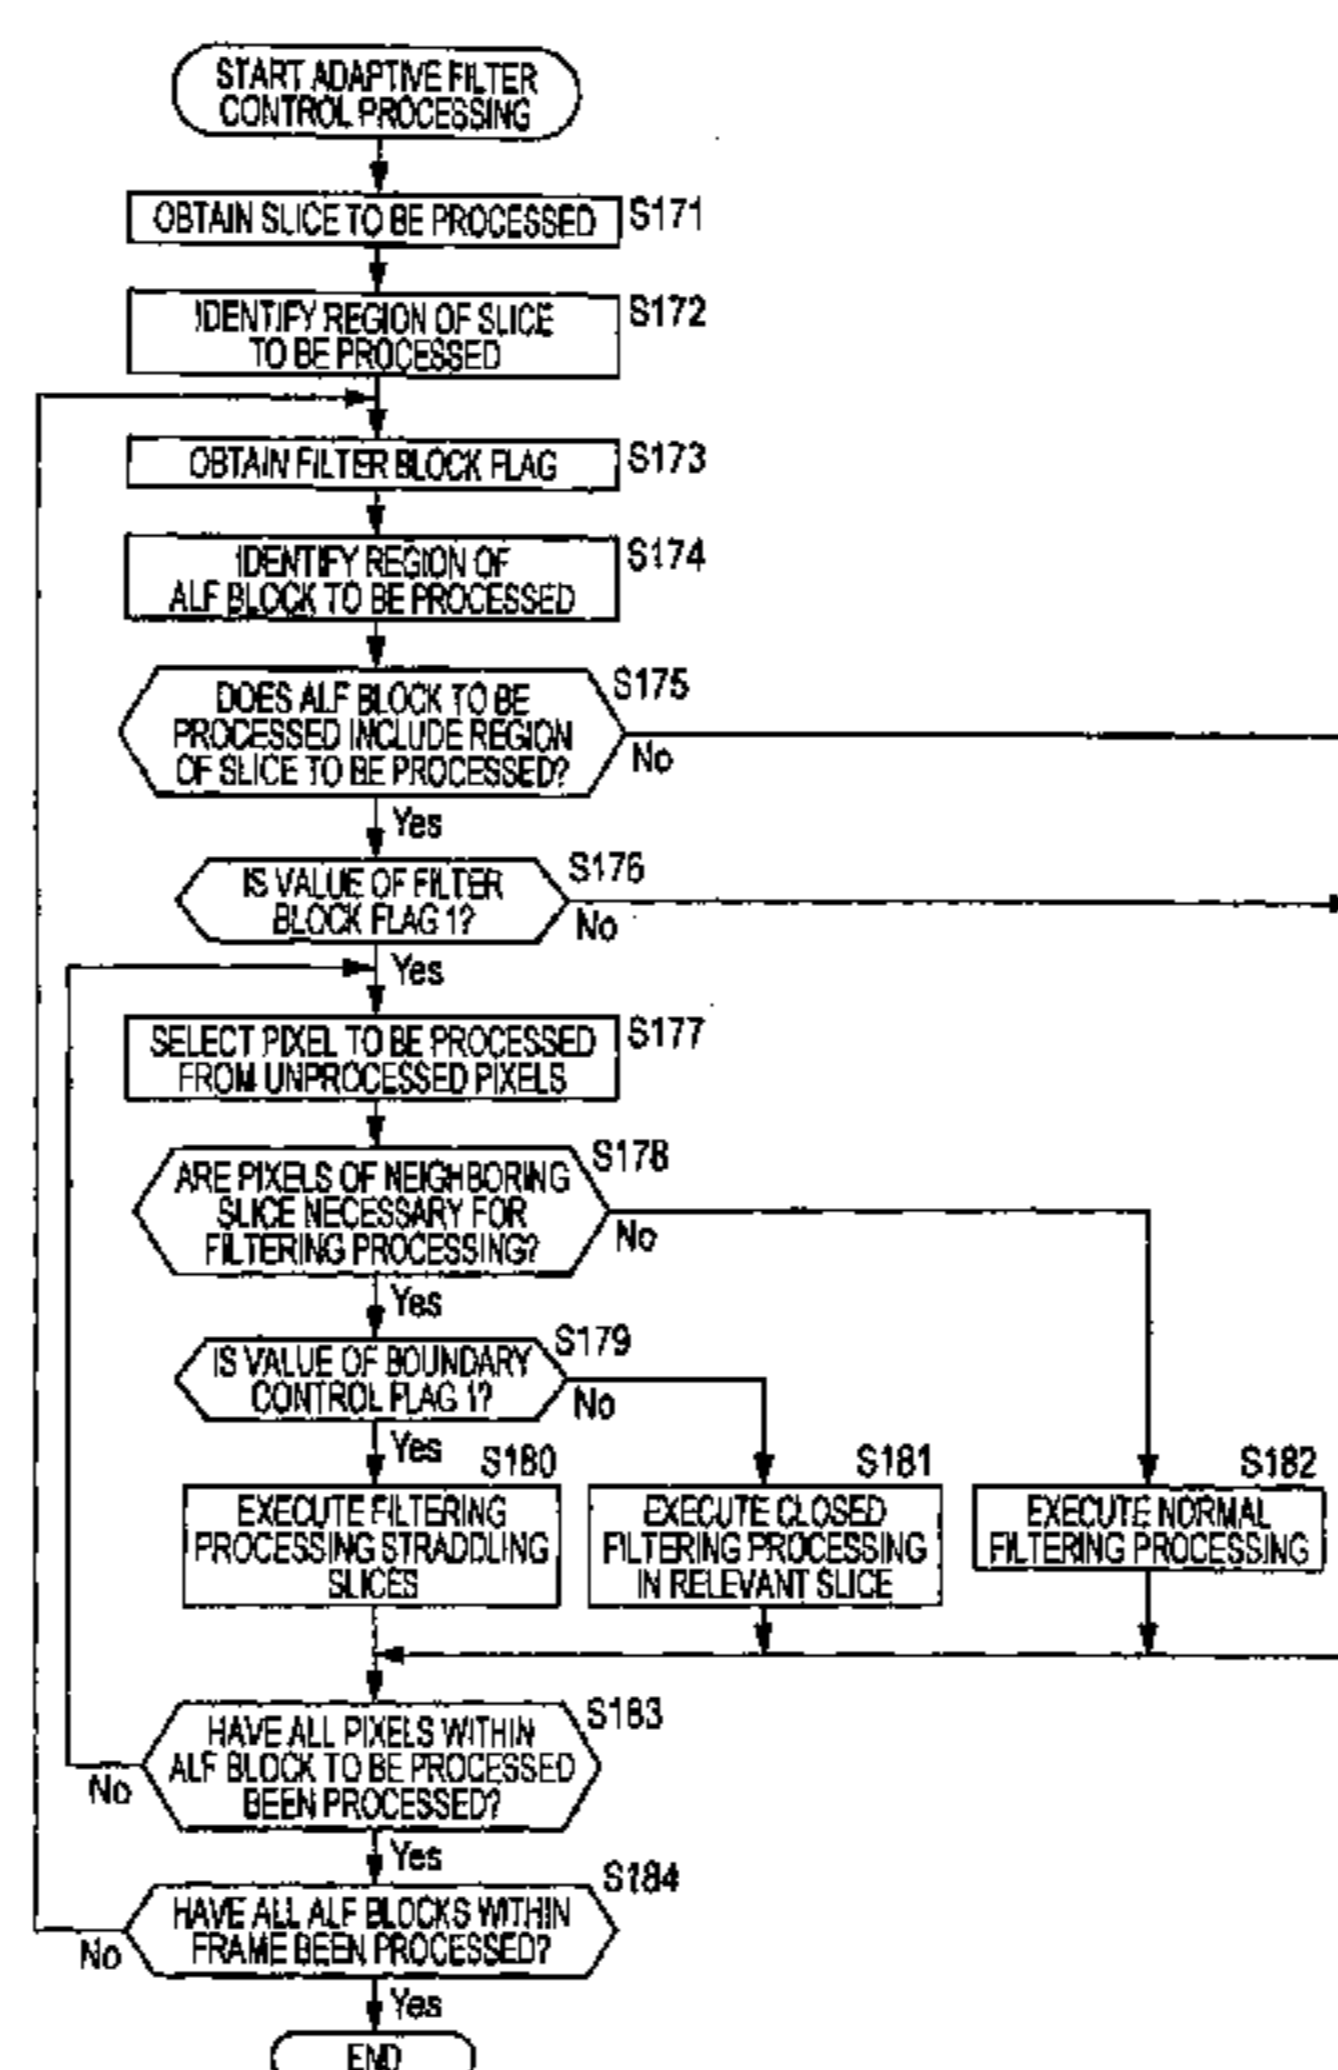 START ADAPTIVE FILTER
CONTROL PROCESSING
OBTAIN SLICE TO BE PROCESSED
S171
IDENTIFY REGION OF SLICE
TO BE PROCESSED
S172
OBTAIN FILTER BLOCK FLAG
S173
IDENTIFY REGION OF
ALF BLOCK TO BE PROCESSED
S174
DOES ALF BLOCK TO BE
PROCESSED INCLUDE REGION
OF SLICE TO BE PROCESSED?
S175
No
Yes
IS VALUE OF FILTER
BLOCK FLAG 1?
S176
No
Yes
SELECT PIXEL TO BE PROCESSED
FROM UNPROCESSED PIXELS
S177
ARE PIXELS OF NEIGHBORING
SLICE NECESSARY FOR
FILTERING PROCESSING?
S178
No
Yes
IS VALUE OF BOUNDARY
CONTROL FLAG 1?
S179
No
Yes
S180
EXECUTE FILTERING
PROCESSING STRADDLING
SLICES
S181
EXECUTE CLOSED
FILTERING PROCESSING
IN RELEVANT SLICE
S182
EXECUTE NORMAL
FILTERING PROCESSING
HAVE ALL PIXELS WITHIN
ALF BLOCK TO BE PROCESSED
BEEN PROCESSED?
S183
No
Yes
HAVE ALL ALF BLOCKS WITHIN
FRAME BEEN PROCESSED?
S184
No
Yes
END